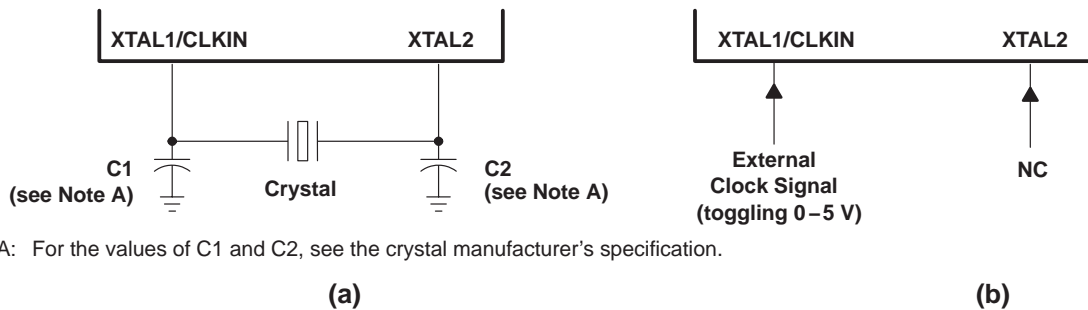 XTAL1/CLKIN XTAL2
C1
(see Note A)
Crystal
C2
(see Note A)
XTAL1/CLKIN XTAL2
External
Clock Signal
(toggling 0–5 V)
NC
A: For the values of C1 and C2, see the crystal manufacturer’s specification.
(a) (b)